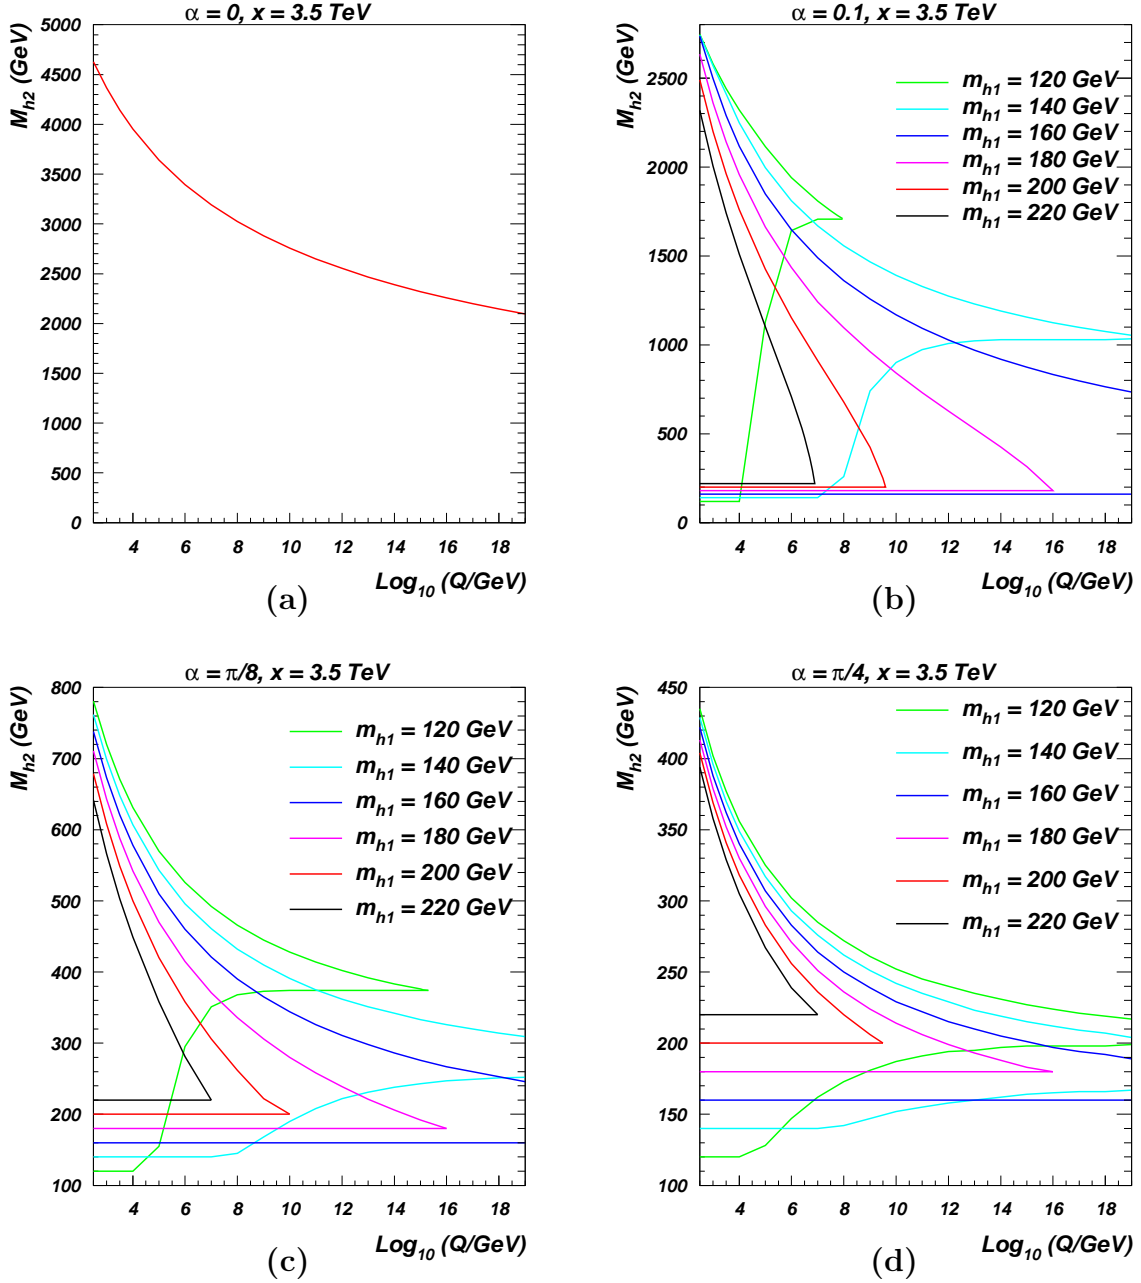 α = 0, x = 3.5 TeV
M_h2 (GeV)
5000
4500
4000
3500
3000
2500
2000
1500
1000
500
0
4 6 8 10 12 14 16 18
Log_10 (Q/GeV)
(a)
α = 0.1, x = 3.5 TeV
M_h2 (GeV)
2500
2000
1500
1000
500
0
m_h1 = 120 GeV
m_h1 = 140 GeV
m_h1 = 160 GeV
m_h1 = 180 GeV
m_h1 = 200 GeV
m_h1 = 220 GeV
4 6 8 10 12 14 16 18
Log_10 (Q/GeV)
(b)
α = π/8, x = 3.5 TeV
M_h2 (GeV)
800
700
600
500
400
300
200
100
m_h1 = 120 GeV
m_h1 = 140 GeV
m_h1 = 160 GeV
m_h1 = 180 GeV
m_h1 = 200 GeV
m_h1 = 220 GeV
4 6 8 10 12 14 16 18
Log_10 (Q/GeV)
(c)
α = π/4, x = 3.5 TeV
M_h2 (GeV)
450
400
350
300
250
200
150
100
m_h1 = 120 GeV
m_h1 = 140 GeV
m_h1 = 160 GeV
m_h1 = 180 GeV
m_h1 = 200 GeV
m_h1 = 220 GeV
4 6 8 10 12 14 16 18
Log_10 (Q/GeV)
(d)